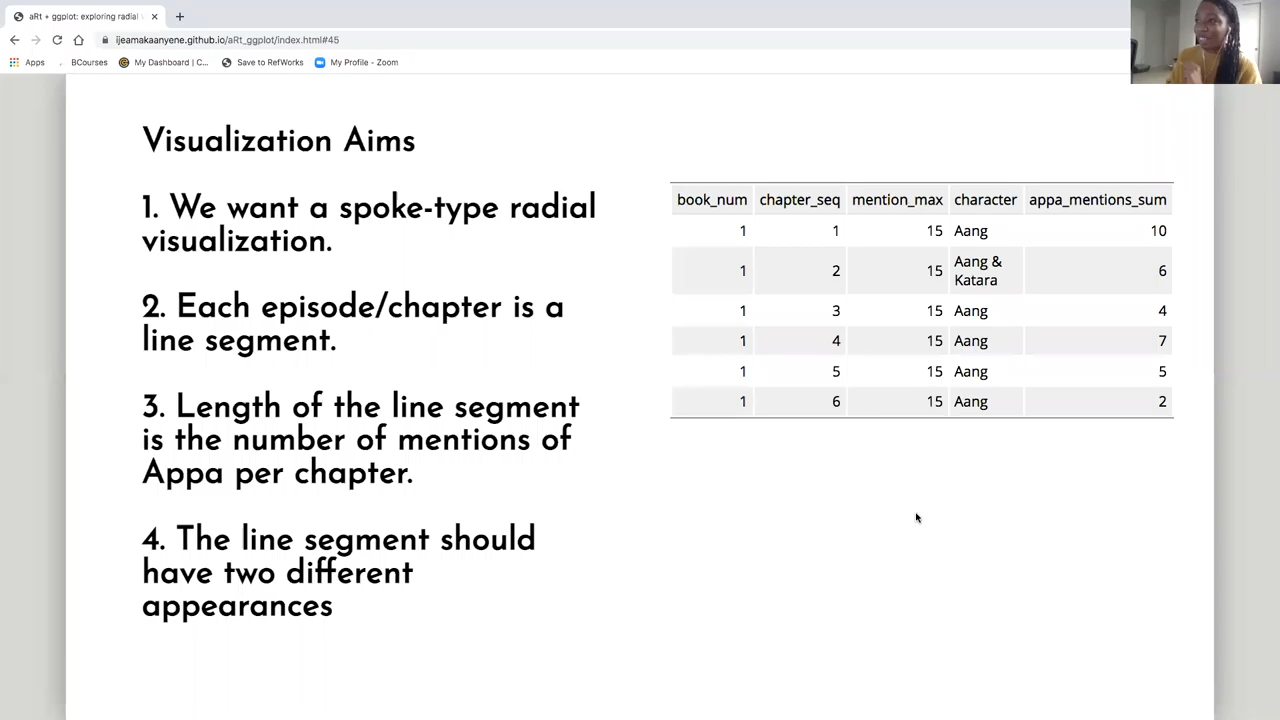 aRt + ggplot: exploring radial
ijeamakaanyene.github.io/aRt_ggplot/index.html#45
Apps BCourses My Dashboard | C... Save to RefWorks My Profile - Zoom
Visualization Aims
1. We want a spoke-type radial
visualization.
2. Each episode/chapter is a
line segment.
3. Length of the line segment
is the number of mentions of
Appa per chapter.
4. The line segment should
have two different
appearances
book_num chapter_seq mention_max character appa_mentions_sum
1 1 15 Aang 10
1 2 15 Aang & Katara 6
1 3 15 Aang 4
1 4 15 Aang 7
1 5 15 Aang 5
1 6 15 Aang 2